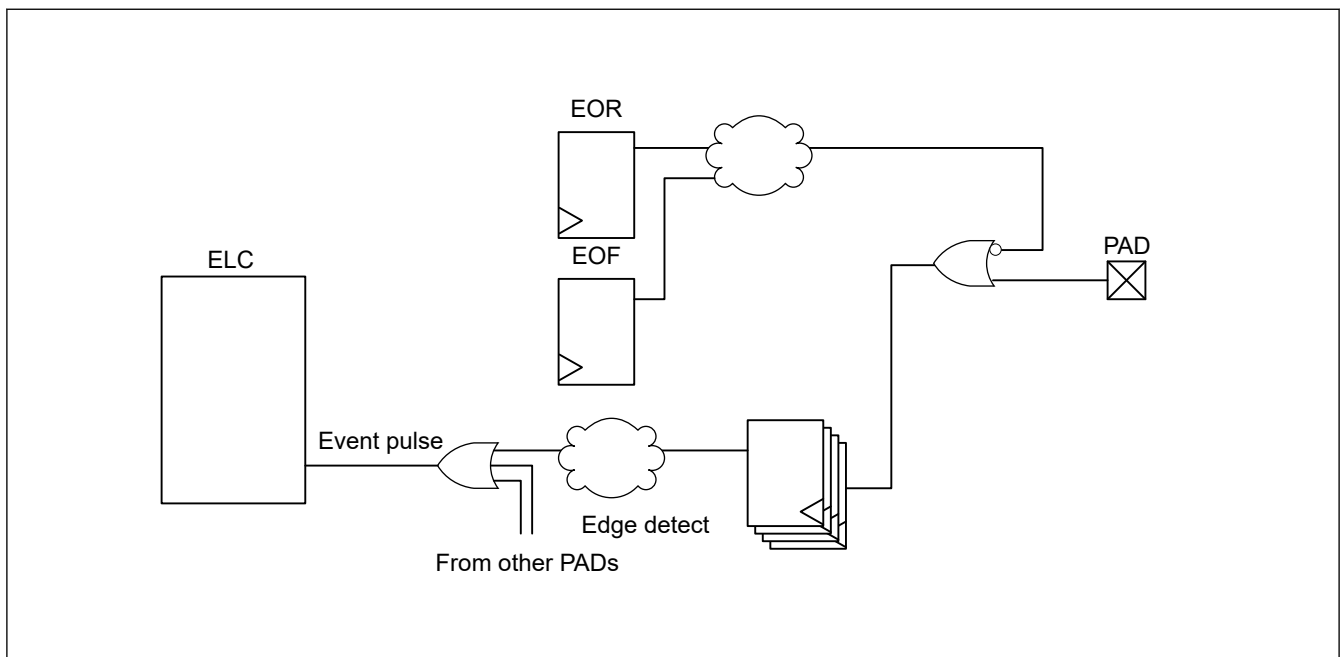 EOR
EOF
PAD
ELC
Event pulse
Edge detect
From other PADs